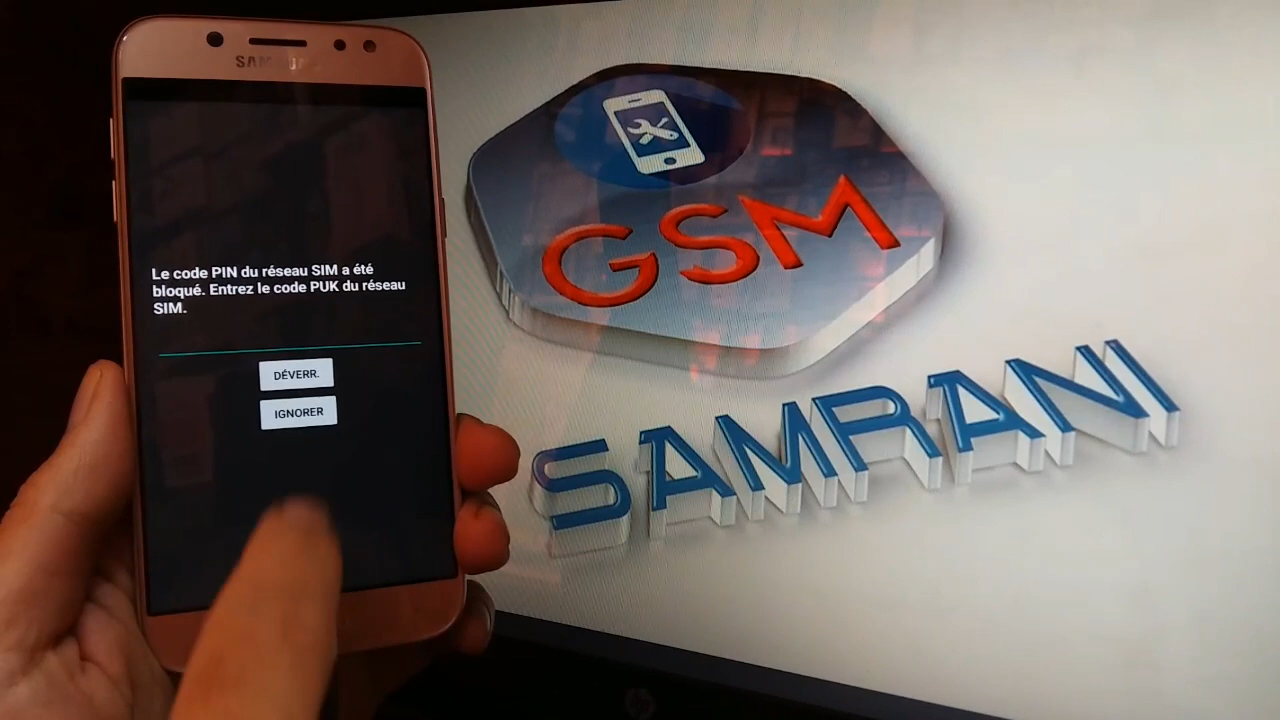 SAMSUNG
Le code PIN du réseau SIM a été
bloqué. Entrez le code PUK du réseau
SIM.
DÉVERR.
IGNORER
GSM
SAMRANI
hp